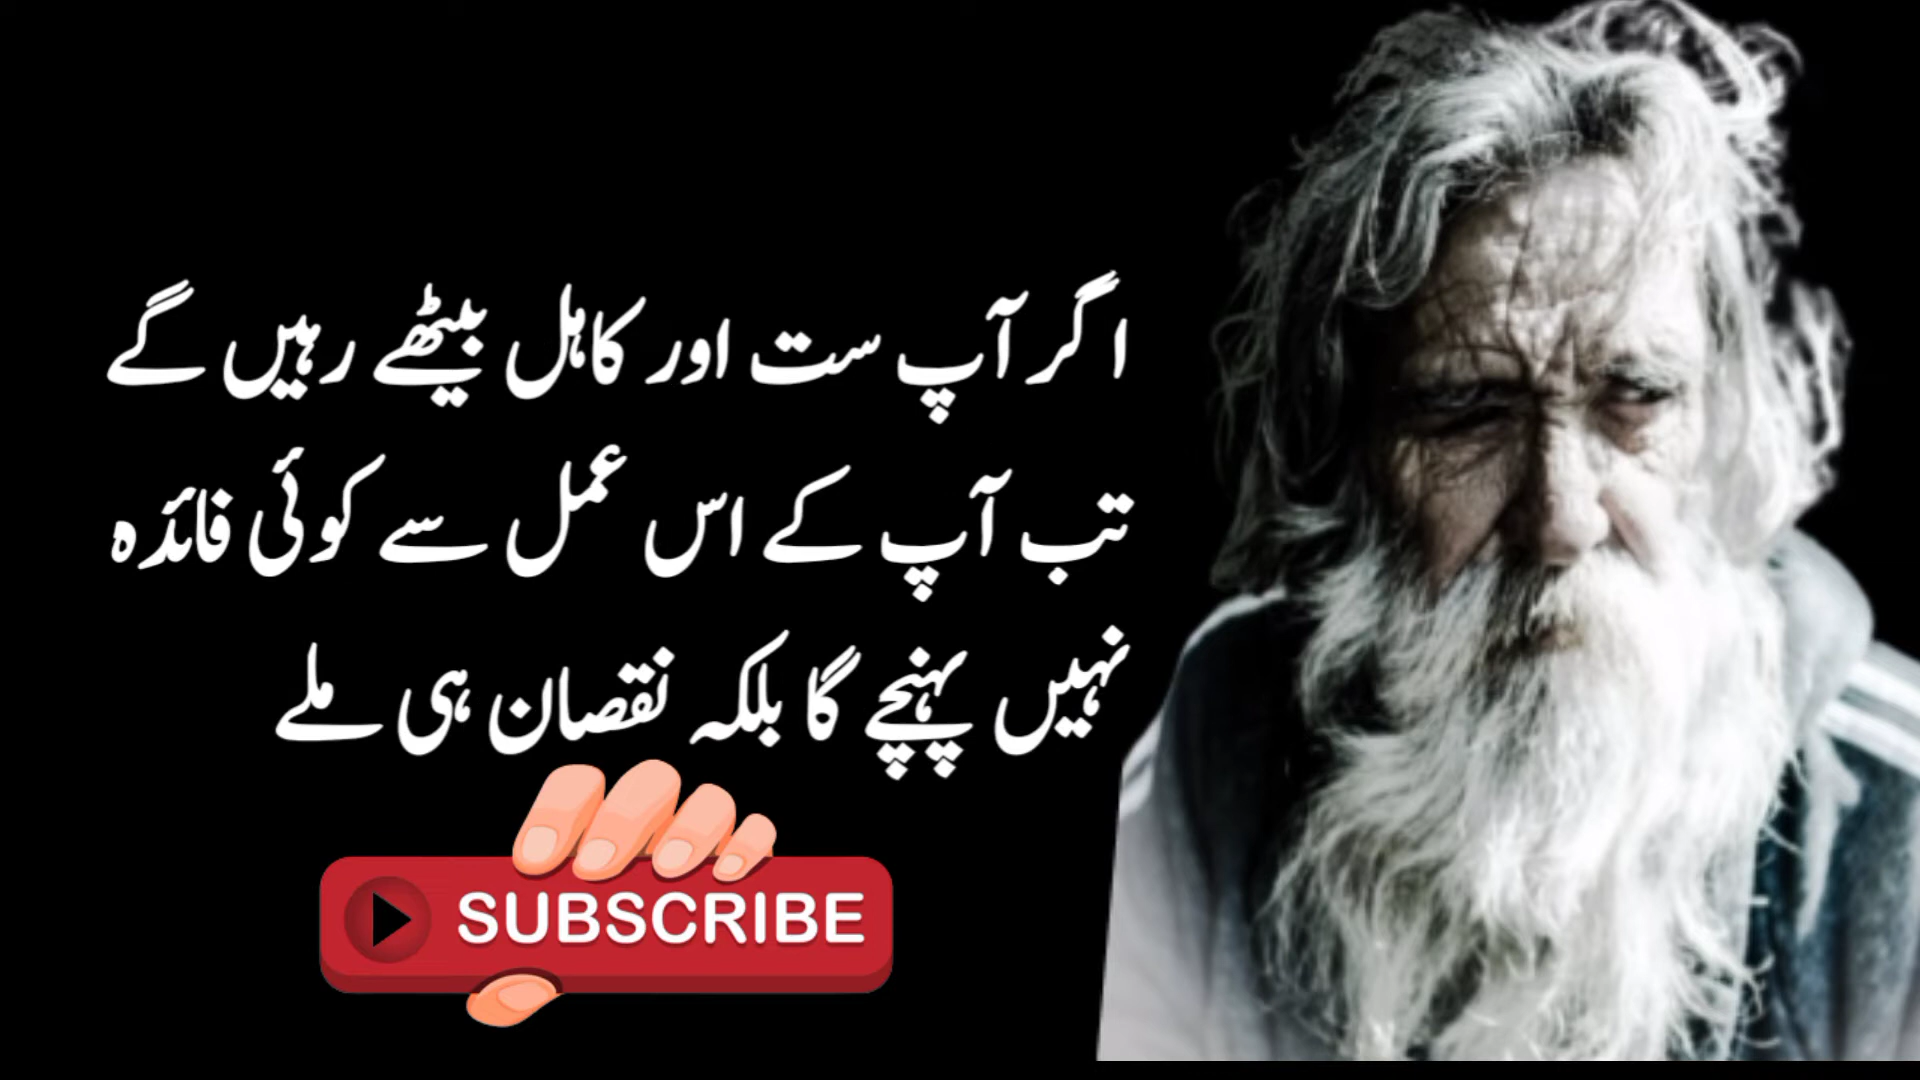 اگر آپ ست اور کاہل بیٹھے رہیں گے
تب آپ کے اس عمل سے کوئی فائدہ
نہیں پہنچے گا بلکہ نقصان ہی ملے
SUBSCRIBE